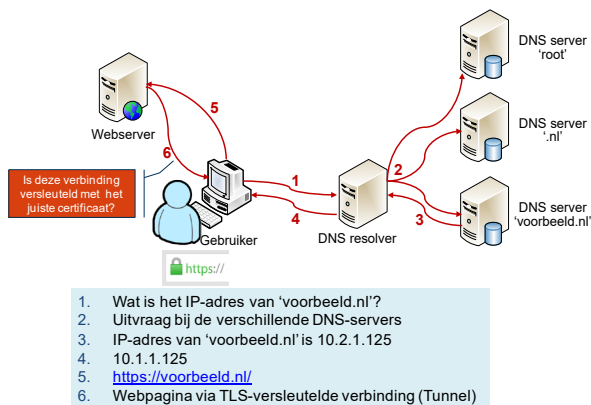 DNS server
'root'
5
Webserver
DNS server
'.nl'
6
2
Is deze verbinding
versleuteld met het
juiste certificaat?
1
4
3
DNS server
'voorbeeld.nl'
Gebruiker
DNS resolver
https://
1. Wat is het IP-adres van 'voorbeeld.nl'?
2. Uitvraag bij de verschillende DNS-servers
3. IP-adres van 'voorbeeld.nl' is 10.2.1.125
4. 10.1.1.125
5. https://voorbeeld.nl/
6. Webpagina via TLS-versleutelde verbinding (Tunnel)